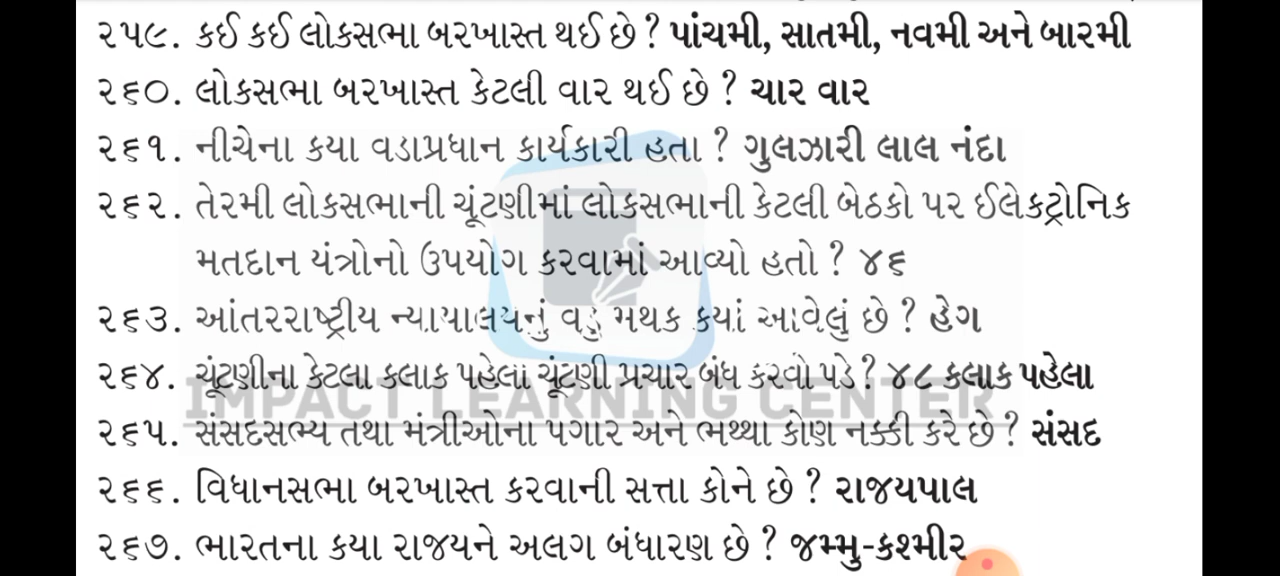 ૨૫૯. કઈ કઈ લોકસભા બરખાસ્ત થઈ છે ? પાંચમી, સાતમી, નવમી અને બારમી
૨૬૦. લોકસભા બરખાસ્ત કેટલી વાર થઈ છે ? ચાર વાર
૨૬૧. નીચેના કયા વડાપ્રધાન કાર્યકારી હતા ? ગુલઝારી લાલ નંદા
૨૬૨. તેરમી લોકસભાની ચૂંટણીમાં લોકસભાની કેટલી બેઠકો પર ઈલેકટ્રોનિક
મતદાન યંત્રોનો ઉપયોગ કરવામાં આવ્યો હતો ? ૪૬
૨૬૩. આંતરરાષ્ટ્રીય ન્યાયાલયનું વડુ મથક કયાં આવેલું છે ? હેગ
૨૬૪. ચૂંટણીના કેટલા કલાક પહેલા ચૂંટણી પ્રચાર બંધ કરવો પડે? ૪૮ કલાક પહેલા
IMPACT LEARNING CENTER
૨૬૫. સંસદસભ્ય તથા મંત્રીઓના પગાર અને ભથ્થા કોણ નક્કી કરે છે ? સંસદ
૨૬૬. વિધાનસભા બરખાસ્ત કરવાની સત્તા કોને છે ? રાજયપાલ
૨૬૭. ભારતના કયા રાજયને અલગ બંધારણ છે ? જમ્મુ-કશ્મીર